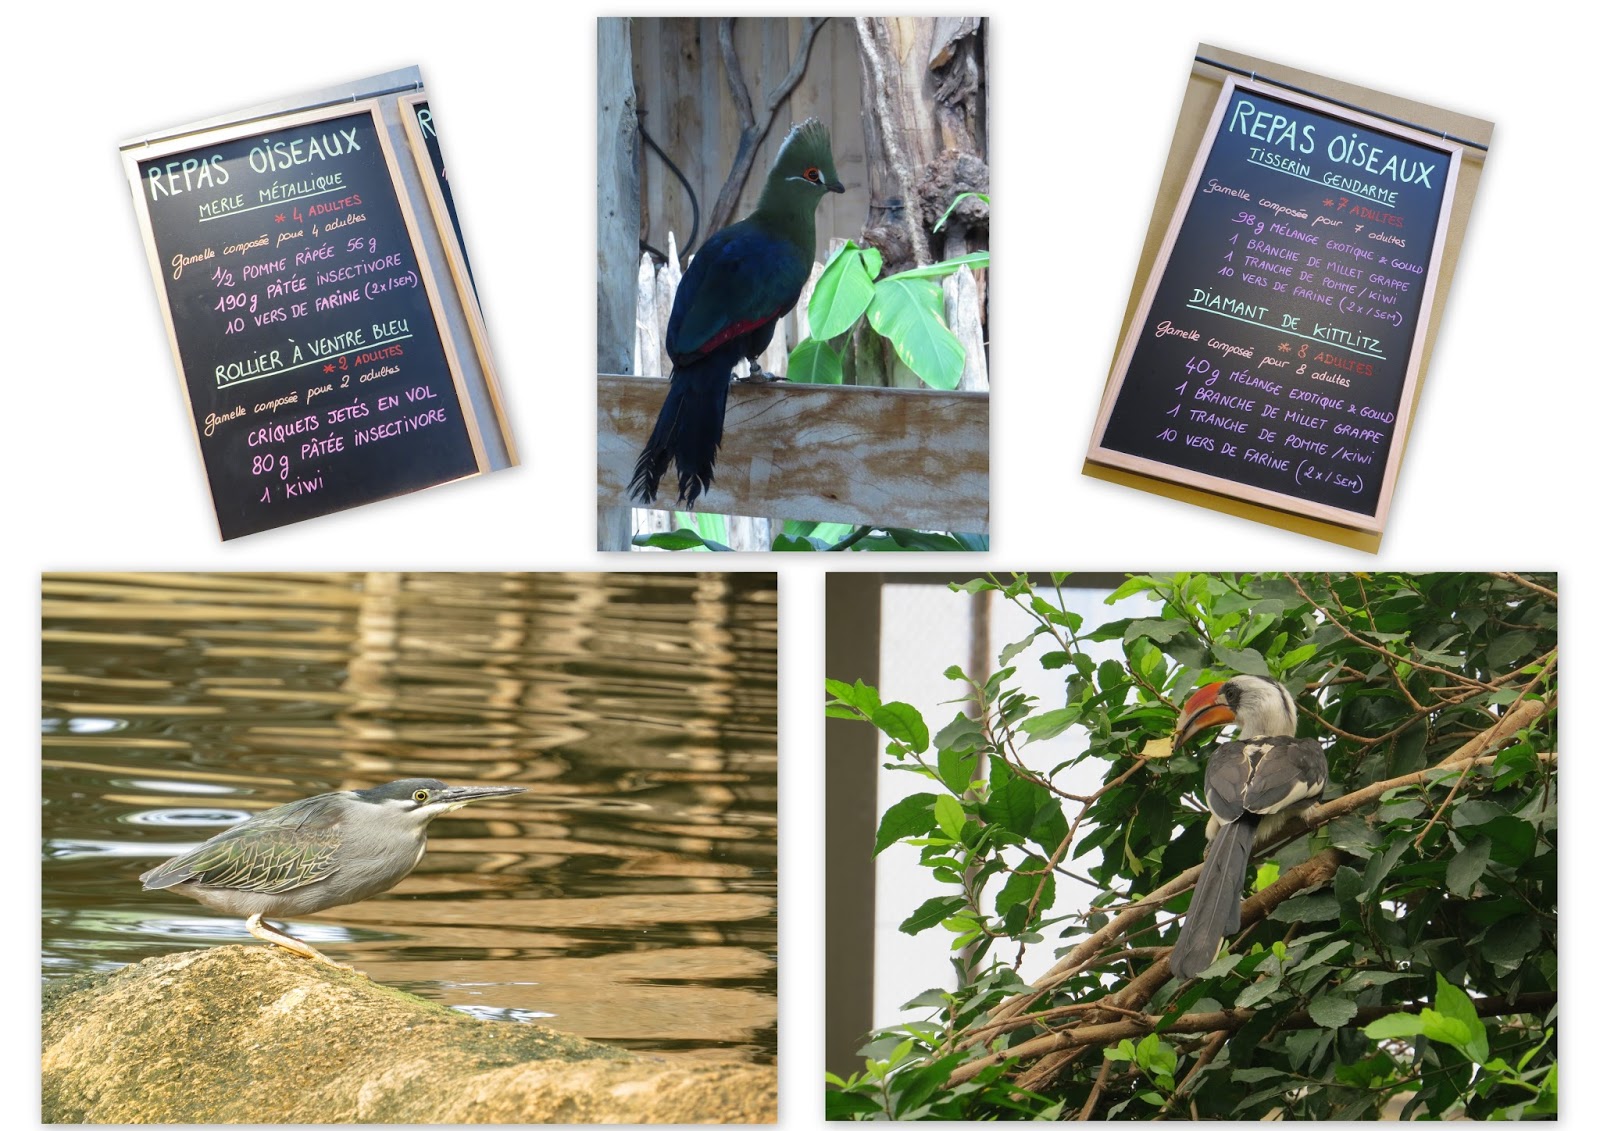 REPAS OISEAUX
MERLE MÉTALLIQUE
* 4 ADULTES
Gamelle composée pour 4 adultes
1/2 POMME RÂPÉE 56 g
190 g PÂTÉE INSECTIVORE
10 VERS DE FARINE (2x/SEM)
ROLLIER À VENTRE BLEU
* 2 ADULTES
Gamelle composée pour 2 adultes
CRIQUETS JETÉS EN VOL
80 g PÂTÉE INSECTIVORE
1 KIWI
R
REPAS OISEAUX
TISSERIN GENDARME
* 7 ADULTES
Gamelle composée pour 7 adultes
98 g MÉLANGE EXOTIQUE & GOULD
1 BRANCHE DE MILLET GRAPPE
1 TRANCHE DE POMME/KIWI
10 VERS DE FARINE (2x/SEM)
DIAMANT DE KITTLITZ
* 8 ADULTES
Gamelle composée pour 8 adultes
40 g MÉLANGE EXOTIQUE & GOULD
1 BRANCHE DE MILLET GRAPPE
1 TRANCHE DE POMME/KIWI
10 VERS DE FARINE (2x/SEM)